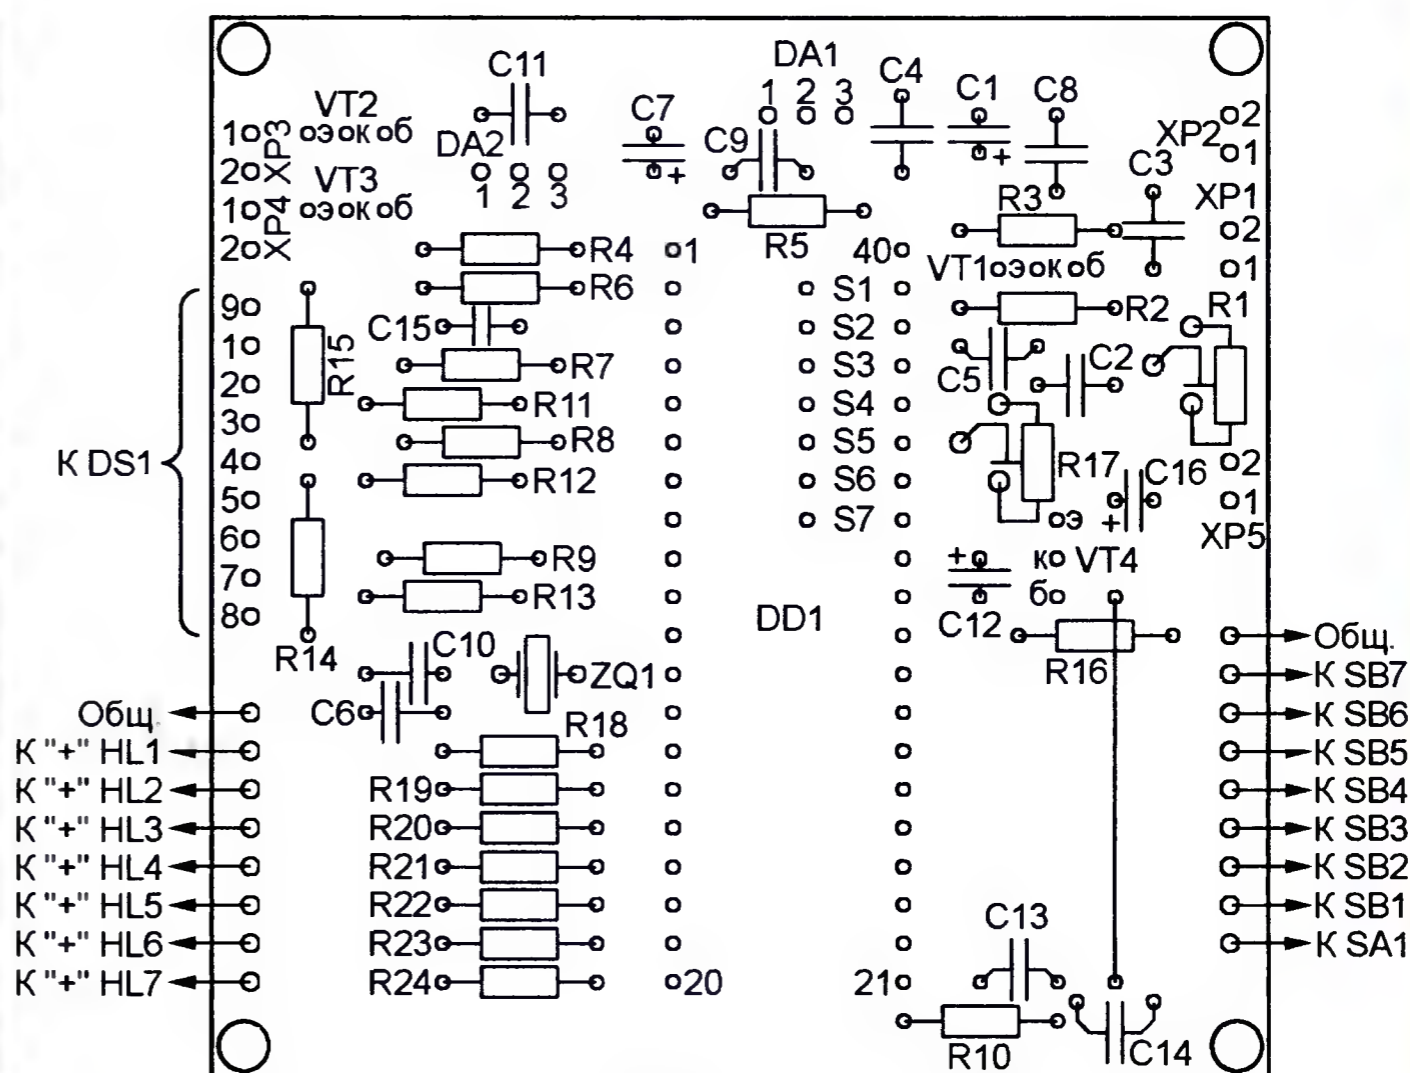 DA1
C11
C4
C1
C8
1 2 3
VT2
C7
2
1 XP3 э к б
DA2
C9
XP2
1
2
+
+
C3
VT3
1 2 3
XP1
1 XP4 э к б
R3
2
2
R4
1
R5
40
VT1 э к б
1
R6
S1
9
R2
R1
C15
S2
1
R15
R7
S3
C5
C2
2
R11
S4
3
R8
S5
К DS1
4
R17
C16
2
R12
S6
5
1
S7
э
+
XP5
6
R9
+
к VT4
7
R13
б
8
DD1
C12
Общ.
R14
C10
R16
ZQ1
К SB7
Общ.
C6
К SB6
R18
К "+" HL1
К SB5
К "+" HL2
R19
К SB4
К "+" HL3
R20
К SB3
К "+" HL4
R21
К SB2
К "+" HL5
R22
C13
К SB1
К "+" HL6
R23
К SA1
К "+" HL7
R24
20
21
R10
C14